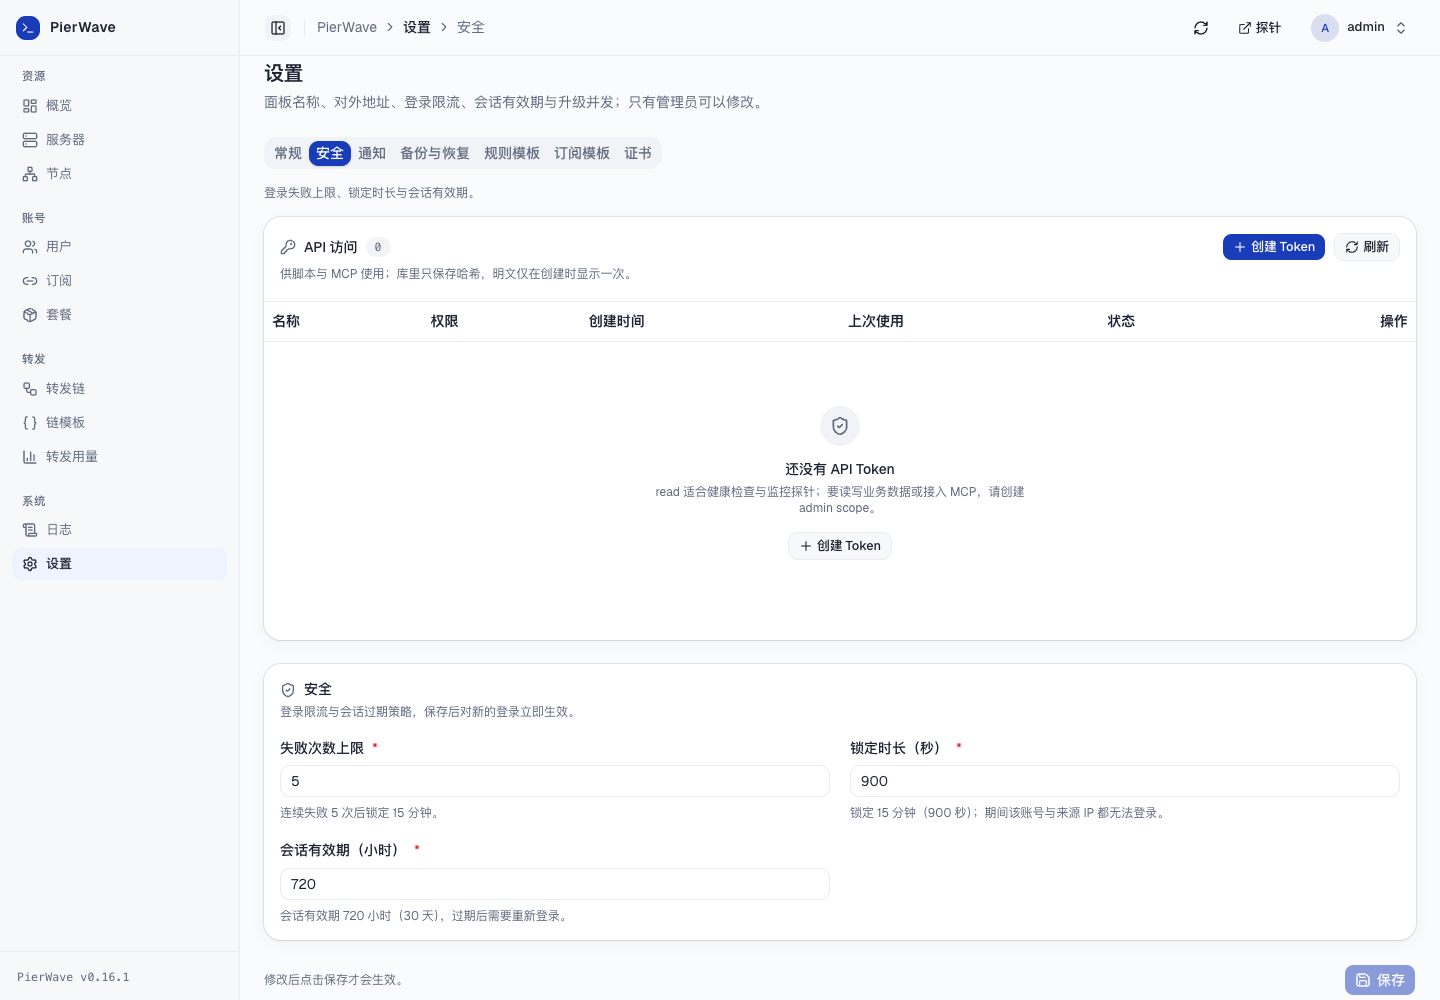 PierWave
PierWave > 设置 > 安全
探针
A
admin
资源
概览
服务器
节点
账号
用户
订阅
套餐
转发
转发链
链模板
转发用量
系统
日志
设置
PierWave v0.16.1
设置
面板名称、对外地址、登录限流、会话有效期与升级并发；只有管理员可以修改。
常规 安全 通知 备份与恢复 规则模板 订阅模板 证书
登录失败上限、锁定时长与会话有效期。
API 访问 0
创建 Token
刷新
供脚本与 MCP 使用；库里只保存哈希，明文仅在创建时显示一次。
名称 权限 创建时间 上次使用 状态 操作
还没有 API Token
read 适合健康检查与监控探针；要读写业务数据或接入 MCP，请创建
admin scope。
创建 Token
安全
登录限流与会话过期策略，保存后对新的登录立即生效。
失败次数上限 *
5
连续失败 5 次后锁定 15 分钟。
锁定时长（秒） *
900
锁定 15 分钟（900 秒）；期间该账号与来源 IP 都无法登录。
会话有效期（小时） *
720
会话有效期 720 小时（30 天），过期后需要重新登录。
修改后点击保存才会生效。
保存